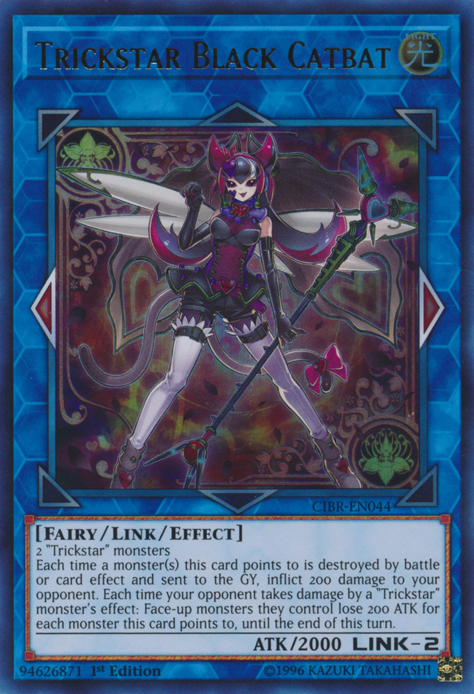 Trickstar Black Catbat
LIGHT
光
CIBR-EN044
[Fairy/Link/Effect]
2 "Trickstar" monsters
Each time a monster(s) this card points to is destroyed by battle
or card effect and sent to the GY, inflict 200 damage to your
opponent. Each time your opponent takes damage by a "Trickstar"
monster's effect: Face-up monsters they control lose 200 ATK for
each monster this card points to, until the end of this turn.
ATK/2000 LINK-2
94626871 1st Edition ©1996 KAZUKI TAKAHASHI